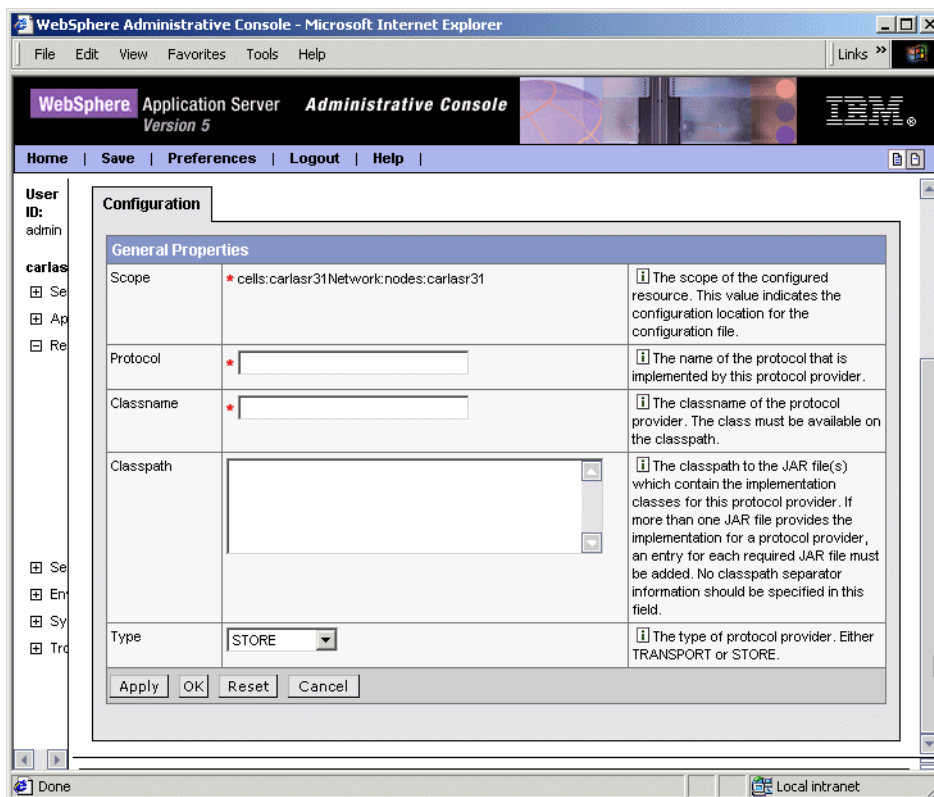 WebSphere Administrative Console - Microsoft Internet Explorer
File Edit View Favorites Tools Help Links »
WebSphere. Application Server Administrative Console
Version 5
IBM ®
Home | Save | Preferences | Logout | Help |
User
ID:
admin
carlas
Se
Ap
Re
Se
En
Sy
Tro
Configuration
General Properties
Scope
* cells:carlasr31Network:nodes:carlasr31
i The scope of the configured
resource. This value indicates the
configuration location for the
configuration file.
Protocol
*
i The name of the protocol that is
implemented by this protocol provider.
Classname
*
i The classname of the protocol
provider. The class must be available on
the classpath.
Classpath
i The classpath to the JAR file(s)
which contain the implementation
classes for this protocol provider. If
more than one JAR file provides the
implementation for a protocol provider,
an entry for each required JAR file must
be added. No classpath separator
information should be specified in this
field.
Type
STORE
i The type of protocol provider. Either
TRANSPORT or STORE.
Apply OK Reset Cancel
Done
Local intranet